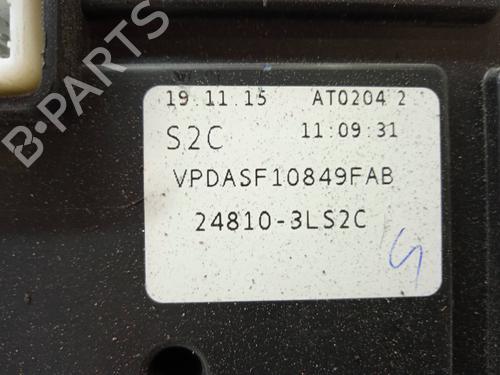 19.11.15 AT0204 2
S2C 11:09:31
VPDASF10849FAB
24810-3LS2C
B-PARTS